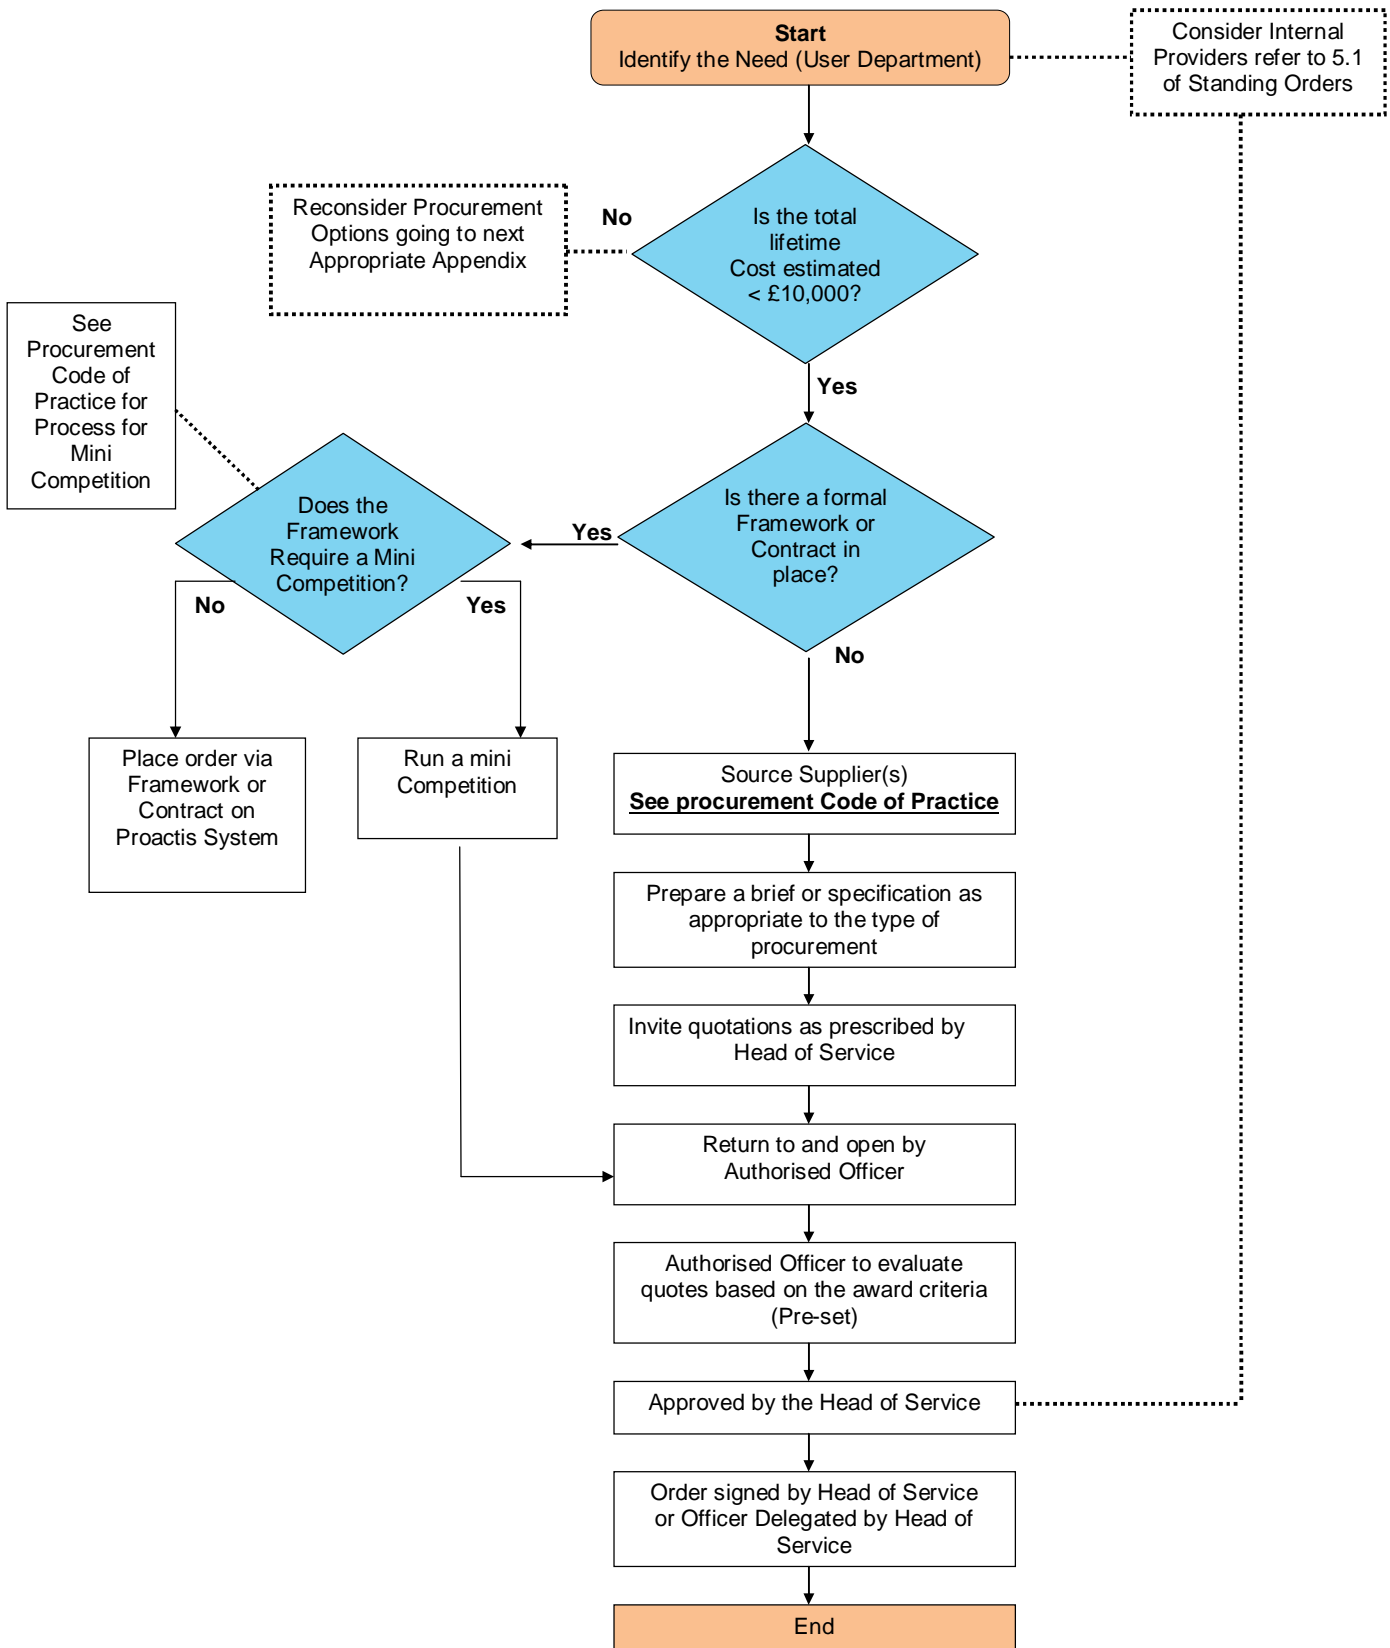 Start
Identify the Need (User Department)
Consider Internal
Providers refer to 5.1
of Standing Orders
Reconsider Procurement
Options going to next
Appropriate Appendix
No
Is the total
lifetime
Cost estimated
< £10,000?
Yes
See
Procurement
Code of
Practice for
Process for
Mini
Competition
Does the
Framework
Require a Mini
Competition?
Yes
Is there a formal
Framework or
Contract in
place?
No
Yes
No
Place order via
Framework or
Contract on
Proactis System
Run a mini
Competition
Source Supplier(s)
See procurement Code of Practice
Prepare a brief or specification as
appropriate to the type of
procurement
Invite quotations as prescribed by
Head of Service
Return to and open by
Authorised Officer
Authorised Officer to evaluate
quotes based on the award criteria
(Pre-set)
Approved by the Head of Service
Order signed by Head of Service
or Officer Delegated by Head of
Service
End